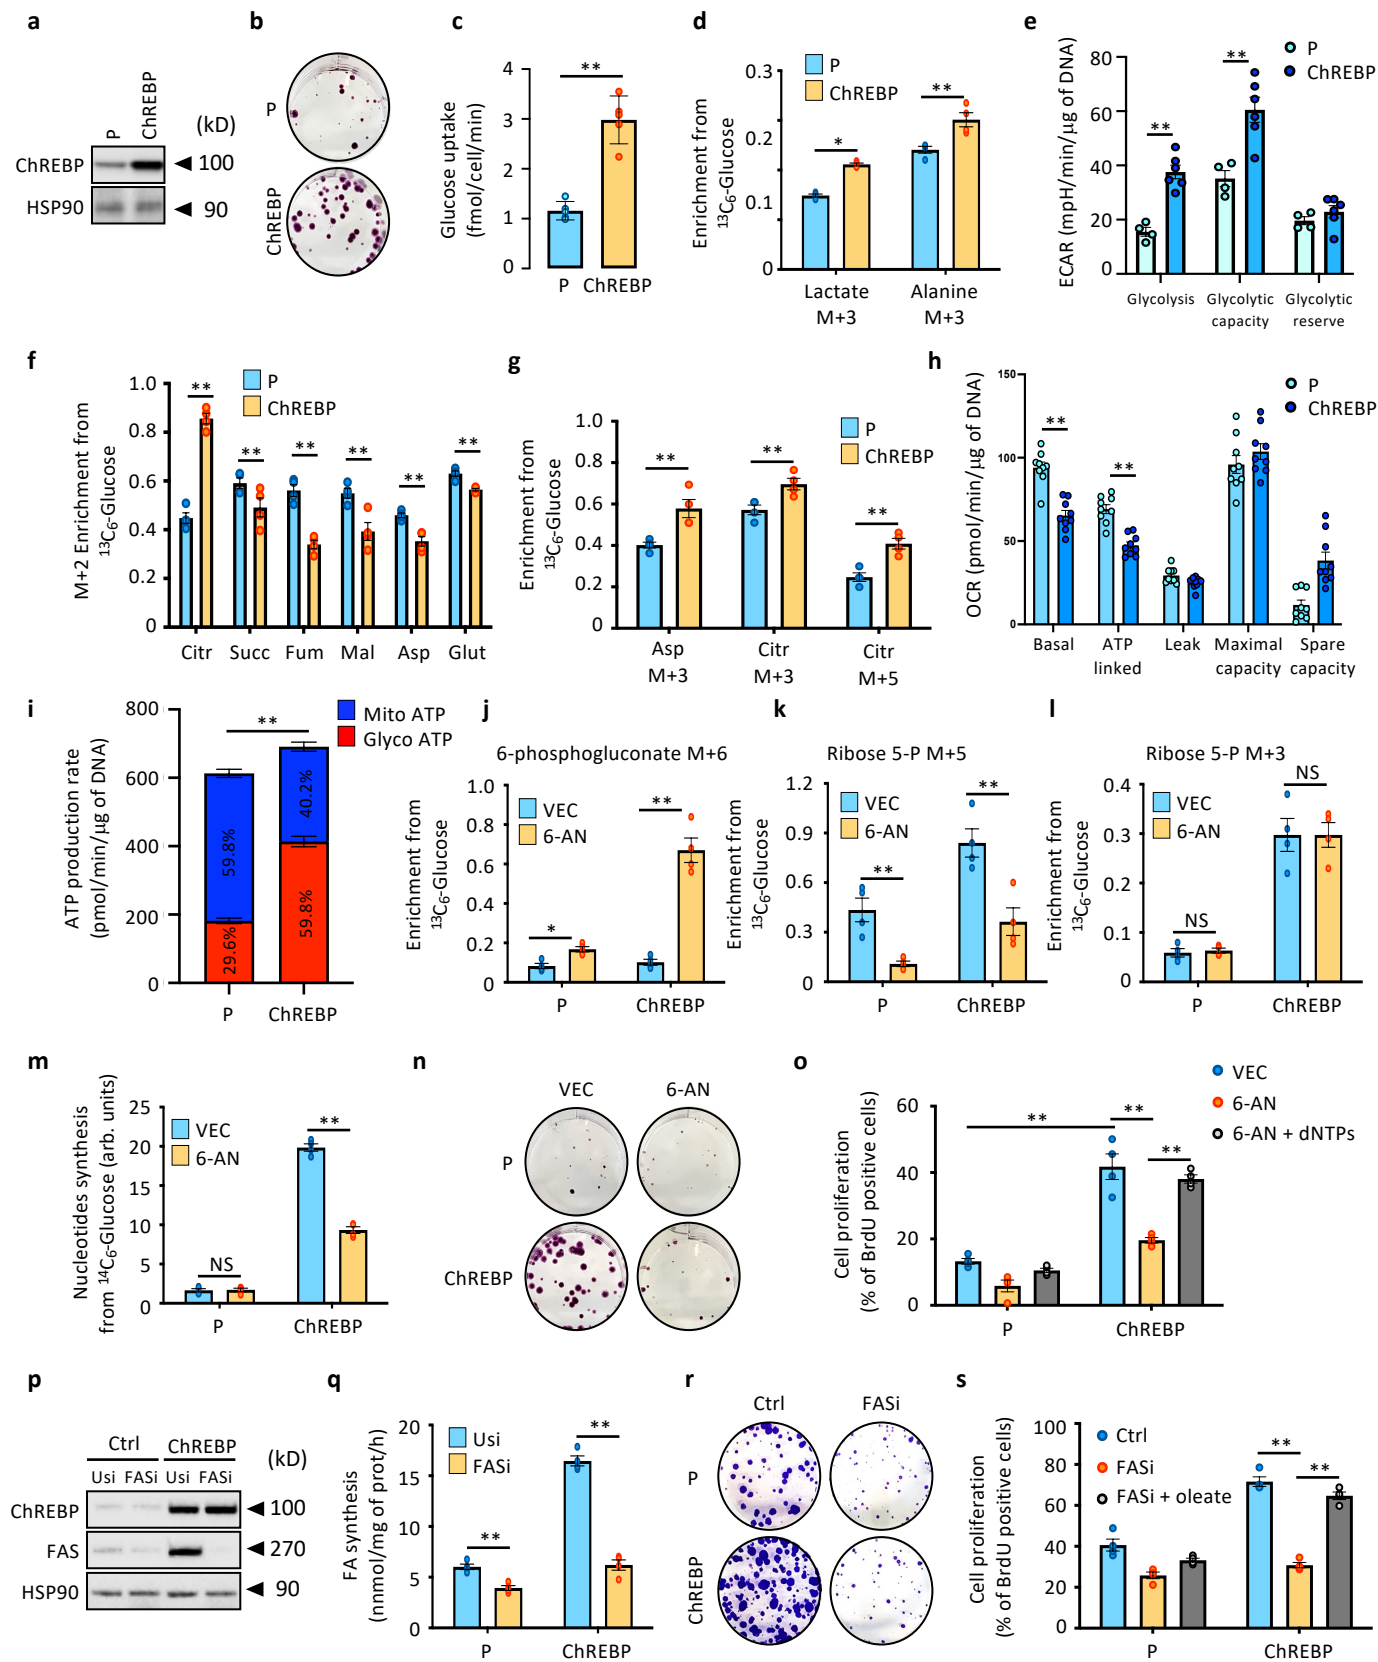 a
P
ChREBP
(kD)
ChREBP
100
HSP90
90
b
P
ChREBP
c
Glucose uptake
(fmol/cell/min)
4
3
2
1
0
**
P ChREBP
d
Enrichment from
¹³C₆-Glucose
0.3
0.2
0.1
0
P
ChREBP
*
**
Lactate
M+3
Alanine
M+3
e
ECAR (mpH/min/µg of DNA)
80
60
40
20
0
P
ChREBP
**
**
Glycolysis
Glycolytic
capacity
Glycolytic
reserve
f
M+2 Enrichment from
¹³C₆-Glucose
1.0
0.8
0.6
0.4
0.2
0
P
ChREBP
**
**
**
**
**
**
Citr Succ Fum Mal Asp Glut
g
Enrichment from
¹³C₆-Glucose
1.0
0.8
0.6
0.4
0.2
0
P
ChREBP
**
**
**
Asp
M+3
Citr
M+3
Citr
M+5
h
OCR (pmol/min/µg of DNA)
150
100
50
0
P
ChREBP
**
**
Basal
ATP
linked
Leak
Maximal
capacity
Spare
capacity
i
ATP production rate
(pmol/min/µg of DNA)
800
600
400
200
0
**
Mito ATP
Glyco ATP
59.8%
29.6%
40.2%
59.8%
P ChREBP
j
6-phosphogluconate M+6
Enrichment from
¹³C₆-Glucose
1.0
0.8
0.6
0.4
0.2
0
VEC
6-AN
*
**
P ChREBP
k
Ribose 5-P M+5
Enrichment from
¹³C₆-Glucose
1.2
0.9
0.6
0.3
0
VEC
6-AN
**
**
P ChREBP
l
Ribose 5-P M+3
Enrichment from
¹³C₆-Glucose
0.4
0.3
0.2
0.1
0
VEC
6-AN
NS
NS
P ChREBP
m
Nucleotides synthesis
from ¹⁴C₆-Glucose (arb. units)
25
20
15
10
5
0
VEC
6-AN
NS
**
P ChREBP
n
VEC 6-AN
P
ChREBP
o
Cell proliferation
(% of BrdU positive cells)
60
40
20
0
VEC
6-AN
6-AN + dNTPs
**
**
**
P ChREBP
p
Ctrl ChREBP
(kD)
Usi FASi Usi FASi
ChREBP
100
FAS
270
HSP90
90
q
FA synthesis
(nnmol/mg of prot/h)
20
15
10
5
0
Usi
FASi
**
**
P ChREBP
r
Ctrl FASi
P
ChREBP
s
Cell proliferation
(% of BrdU positive cells)
100
80
60
40
20
0
Ctrl
FASi
FASi + oleate
**
**
P ChREBP